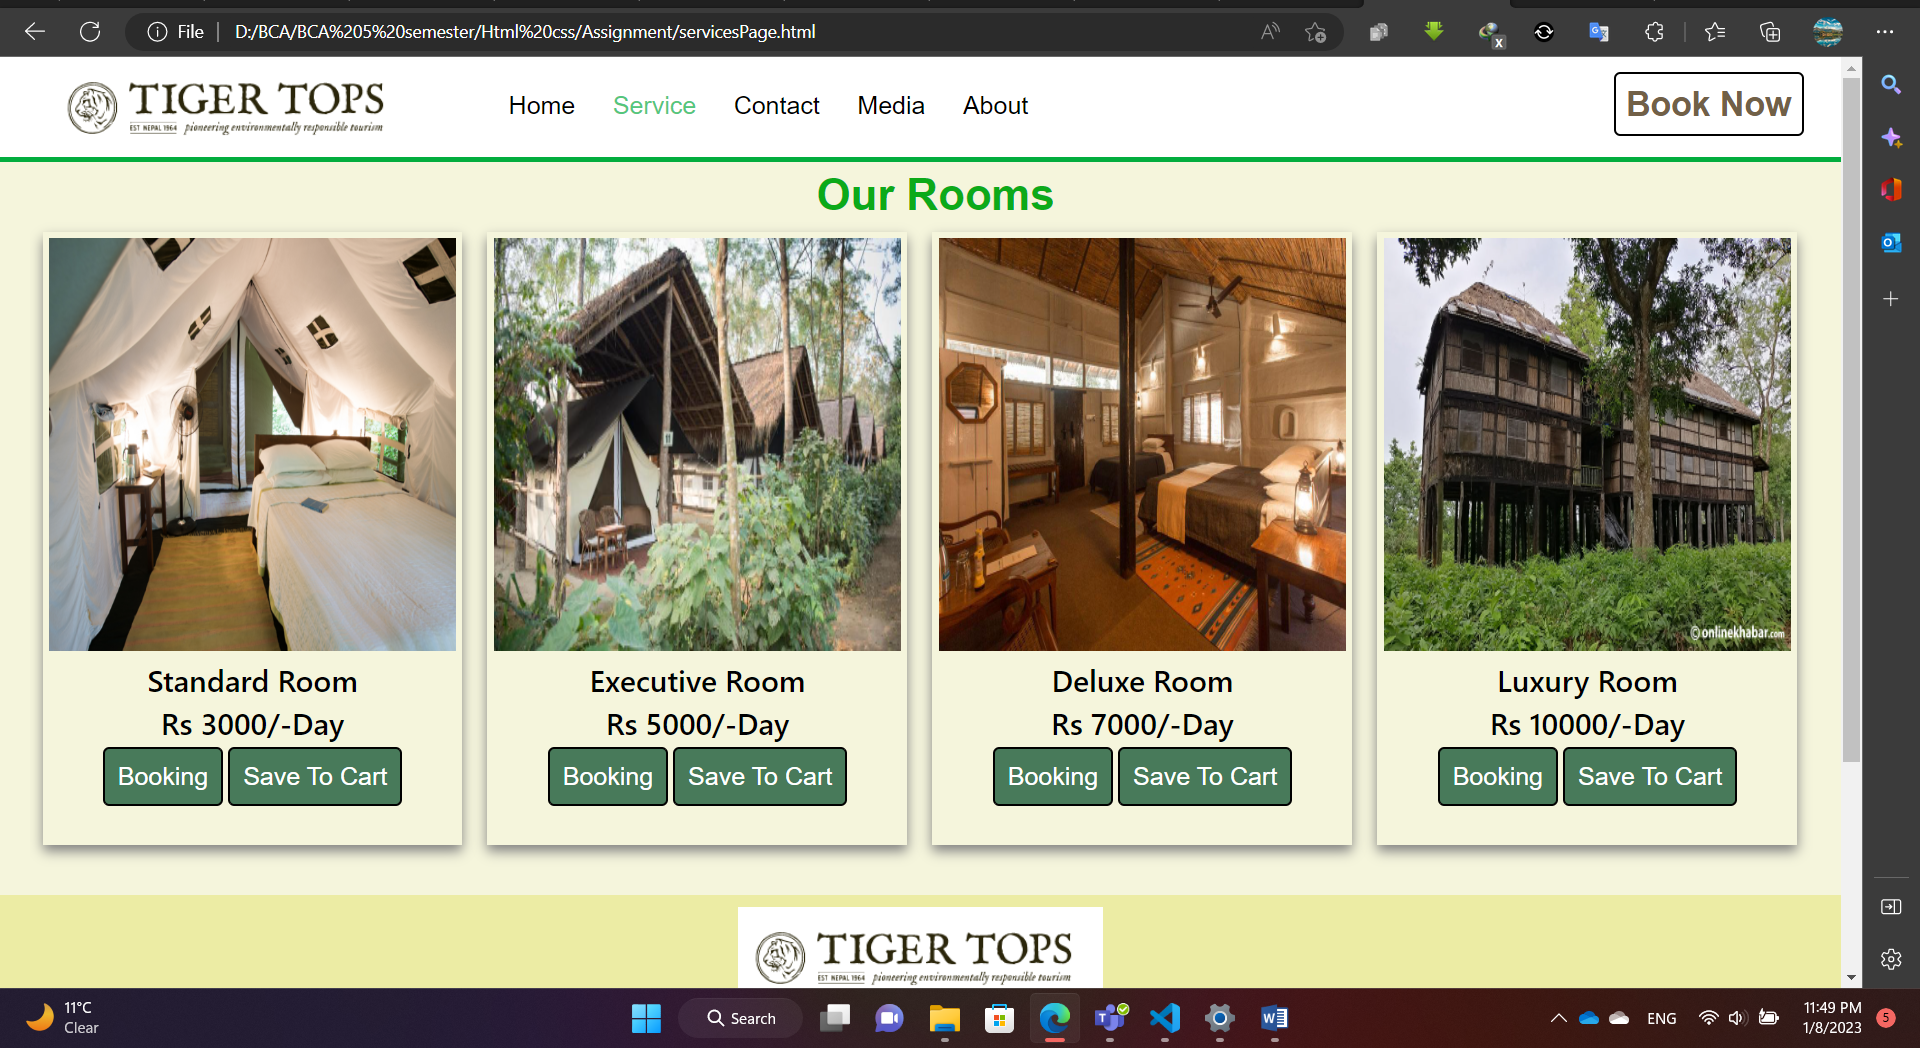 File
D:/BCA/BCA%205%20semester/Html%20css/Assignment/servicesPage.html
TIGER TOPS
EST NEPAL 1964 pioneering environmentally responsible tourism
Home Service Contact Media About
Book Now
Our Rooms
©onlinekhabar.com
Standard Room
Rs 3000/-Day
Booking Save To Cart
Executive Room
Rs 5000/-Day
Booking Save To Cart
Deluxe Room
Rs 7000/-Day
Booking Save To Cart
Luxury Room
Rs 10000/-Day
Booking Save To Cart
TIGER TOPS
EST NEPAL 1964 pioneering environmentally responsible tourism
11°C
Clear
Search
ENG
11:49 PM
1/8/2023
5